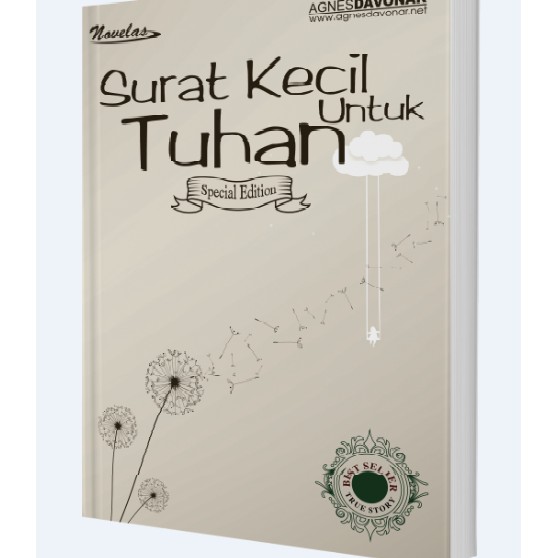 AGNESDAVONAR
www.agnesdavonar.net
Novelas
Surat Kecil
Untuk
Tuhan
Special Edition
BEST SELLER
TRUE STORY